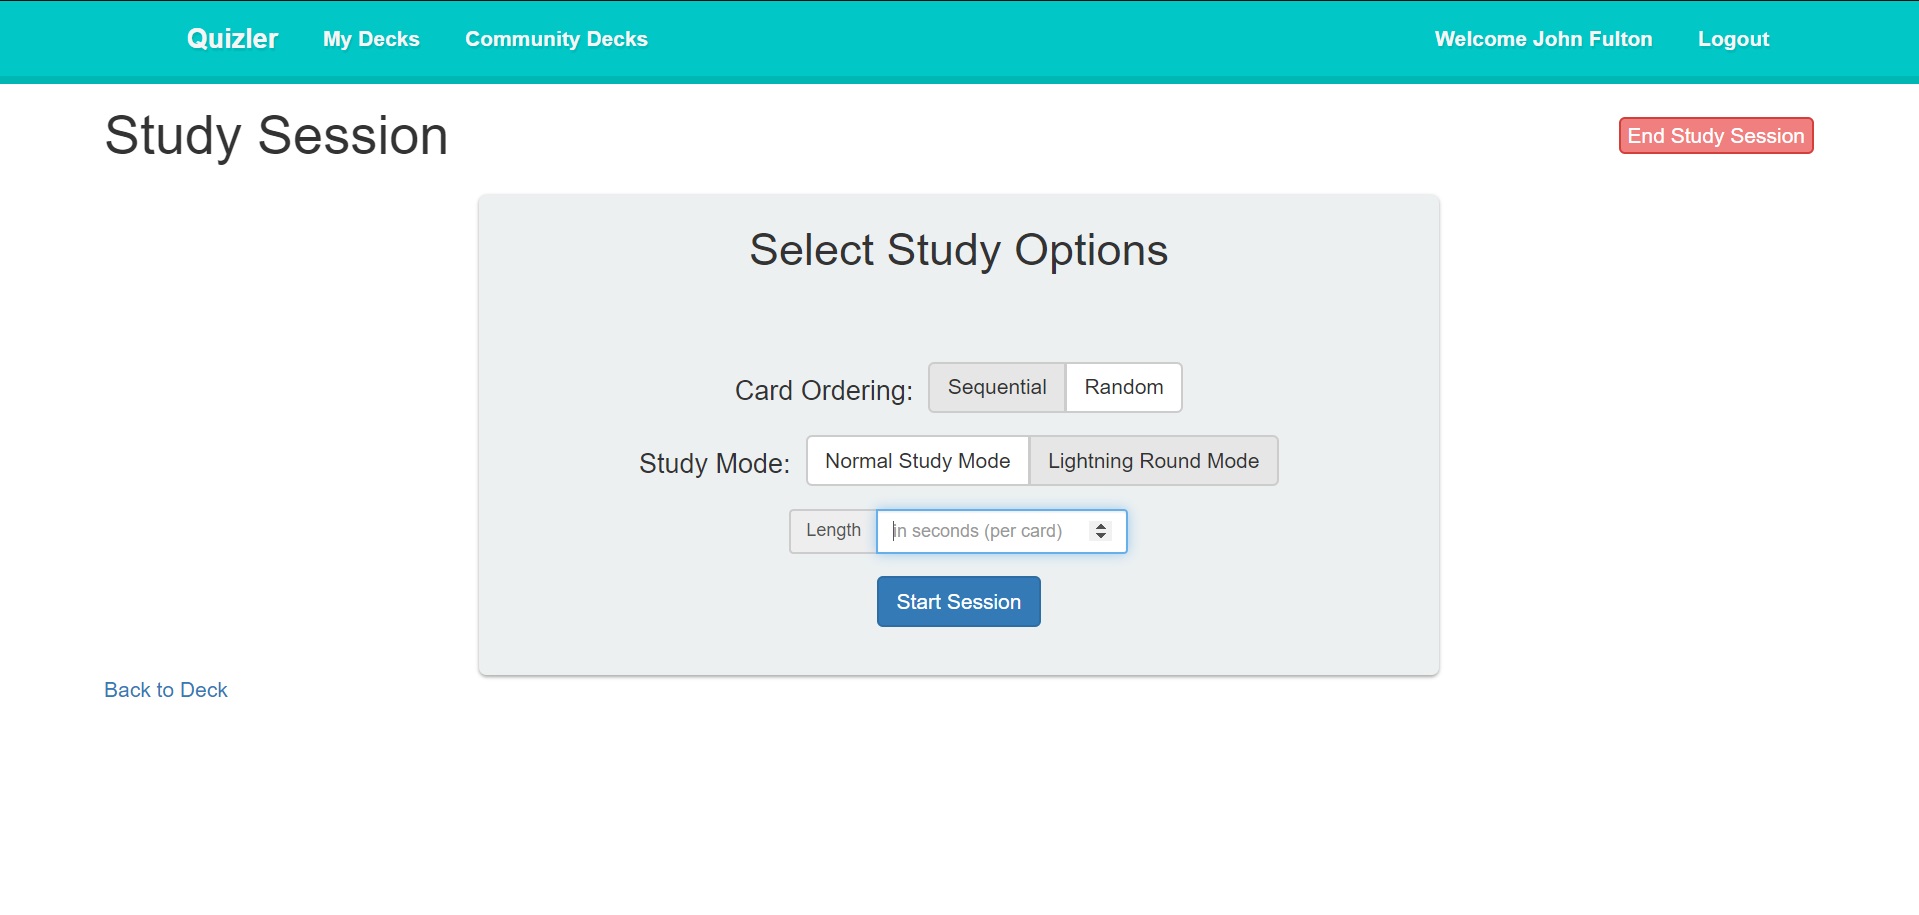 Quizler My Decks Community Decks Welcome John Fulton Logout
Study Session End Study Session
Select Study Options
Card Ordering: Sequential Random
Study Mode: Normal Study Mode Lightning Round Mode
Length in seconds (per card)
Start Session
Back to Deck